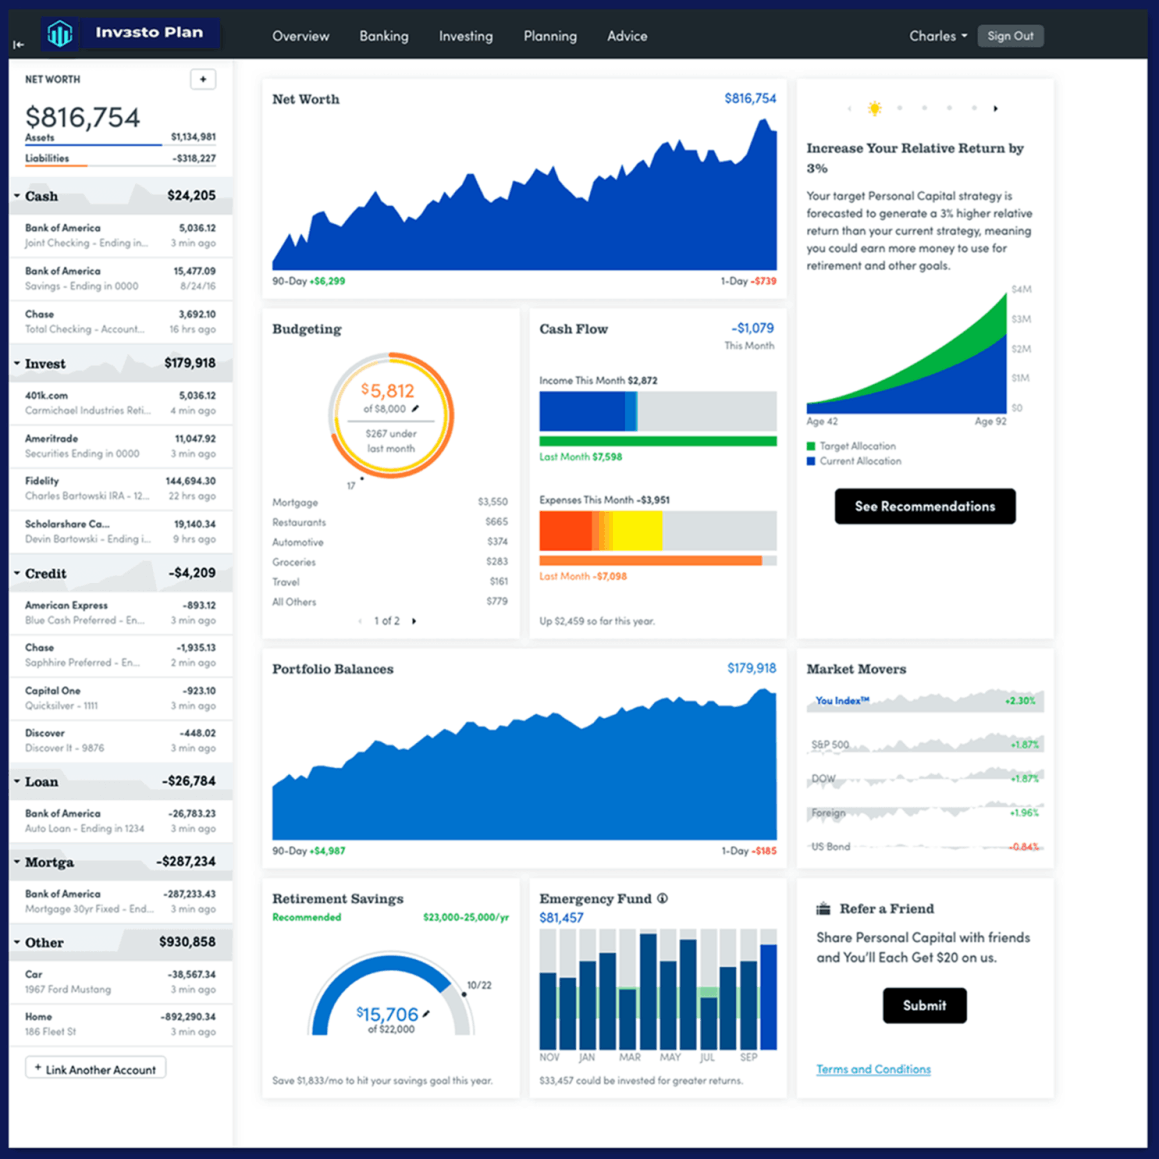 Inv3sto Plan
Overview Banking Investing Planning Advice
Charles Sign Out
NET WORTH +
$816,754
Assets $1,134,981
Liabilities -$318,227
Cash $24,205
Bank of America 5,036.12
Joint Checking - Ending in... 3 min ago
Bank of America 15,477.09
Savings - Ending in 0000 8/24/16
Chase 3,692.10
Total Checking - Account... 16 hrs ago
Invest $179,918
401k.com 5,036.12
Carmichael Industries Reti... 4 min ago
Ameritrade 11,047.92
Securities Ending in 0000 3 min ago
Fidelity 144,694.30
Charles Bartowski IRA - 12... 22 hrs ago
Scholarshare Ca... 19,140.34
Devin Bartowski - Ending i... 9 hrs ago
Credit -$4,209
American Express -893.12
Blue Cash Preferred - En... 3 min ago
Chase -1,935.13
Saphhire Preferred - En... 2 min ago
Capital One -923.10
Quicksilver - 1111 3 min ago
Discover -448.02
Discover It - 9876 3 min ago
Loan -$26,784
Bank of America -26,783.23
Auto Loan - Ending in 1234 3 min ago
Mortga -$287,234
Bank of America -287,233.43
Mortgage 30yr Fixed - End... 3 min ago
Other $930,858
Car -38,567.34
1967 Ford Mustang 3 min ago
Home -892,290.34
186 Fleet St 3 min ago
+ Link Another Account
Net Worth $816,754
90-Day +$6,299 1-Day -$739
Increase Your Relative Return by
3%
Your target Personal Capital strategy is
forecasted to generate a 3% higher relative
return than your current strategy, meaning
you could earn more money to use for
retirement and other goals.
$4M
$3M
$2M
$1M
$0
Age 42 Age 92
Target Allocation
Current Allocation
See Recommendations
Budgeting
$5,812
of $8,000
$267 under
last month
17
Mortgage $3,550
Restaurants $665
Automotive $374
Groceries $283
Travel $161
All Others $779
1 of 2
Cash Flow -$1,079
This Month
Income This Month $2,872
Last Month $7,598
Expenses This Month -$3,951
Last Month -$7,098
Up $2,459 so far this year.
Portfolio Balances $179,918
90-Day +$4,987 1-Day -$185
Market Movers
You Index™ +2.30%
S&P 500 +1.87%
DOW +1.87%
Foreign +1.96%
US Bond -0.84%
Retirement Savings
Recommended $23,000-25,000/yr
10/22
$15,706
of $22,000
Save $1,833/mo to hit your savings goal this year.
Emergency Fund
$81,457
NOV JAN MAR MAY JUL SEP
$33,457 could be invested for greater returns.
Refer a Friend
Share Personal Capital with friends
and You'll Each Get $20 on us.
Submit
Terms and Conditions